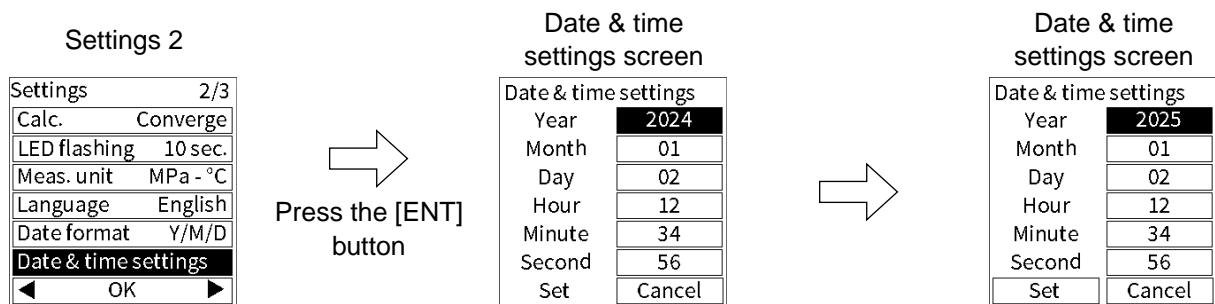 Settings 2
Settings 2/3
Calc. Converge
LED flashing 10 sec.
Meas. unit MPa - °C
Language English
Date format Y/M/D
Date & time settings
◀ OK ▶
Press the [ENT]
button
Date & time
settings screen
Date & time settings
Year 2024
Month 01
Day 02
Hour 12
Minute 34
Second 56
Set Cancel
Date & time
settings screen
Date & time settings
Year 2025
Month 01
Day 02
Hour 12
Minute 34
Second 56
Set Cancel